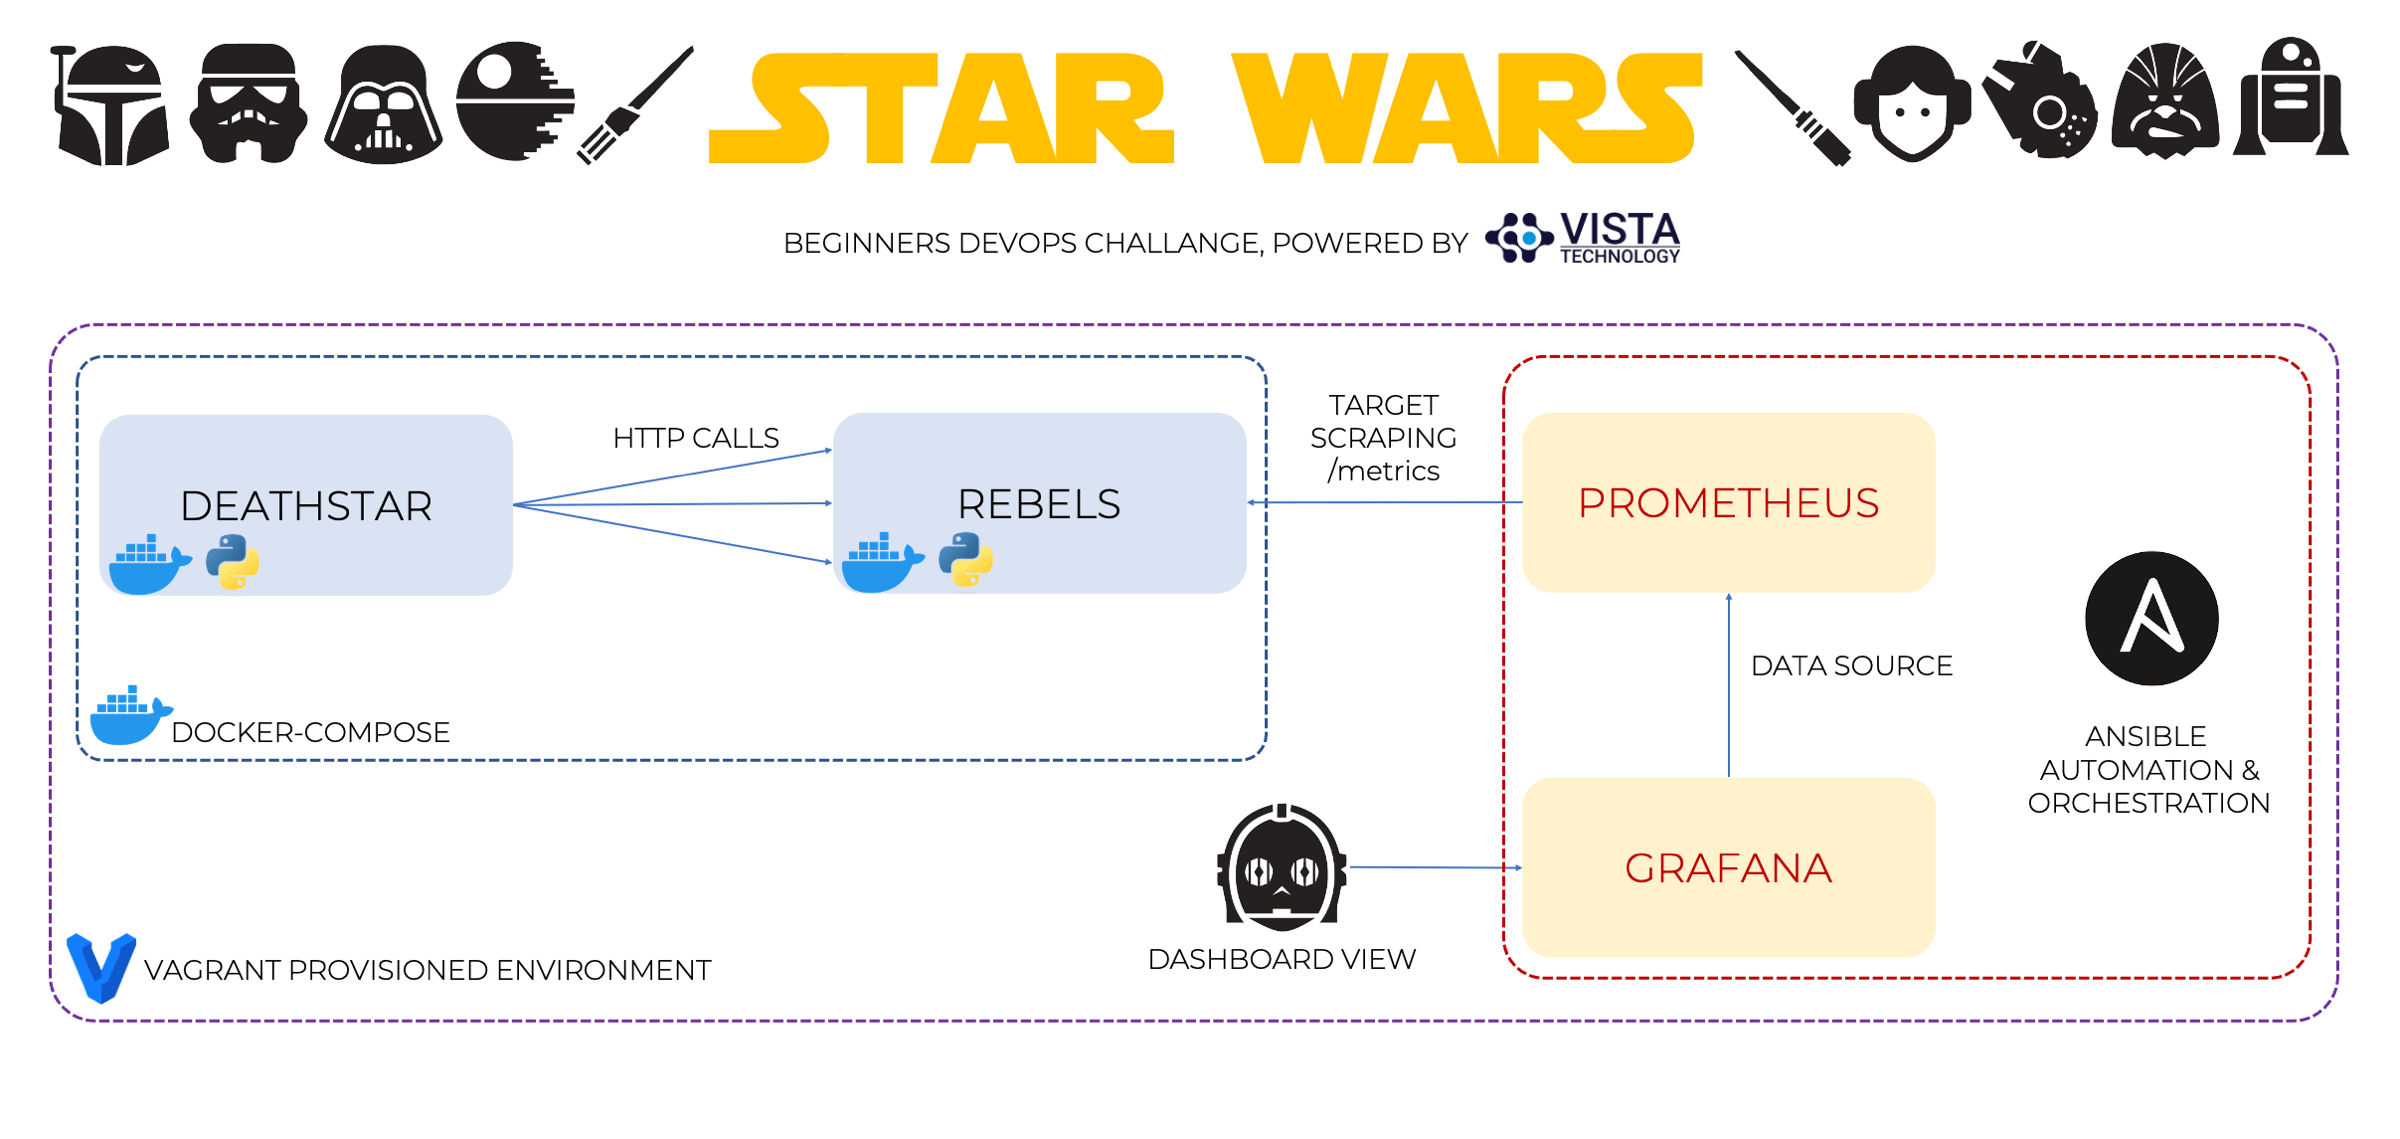 STAR WARS
BEGINNERS DEVOPS CHALLANGE, POWERED BY
VISTA
TECHNOLOGY
DEATHSTAR
HTTP CALLS
REBELS
TARGET
SCRAPING
/metrics
PROMETHEUS
DATA SOURCE
DOCKER-COMPOSE
ANSIBLE
AUTOMATION &
ORCHESTRATION
GRAFANA
DASHBOARD VIEW
VAGRANT PROVISIONED ENVIRONMENT